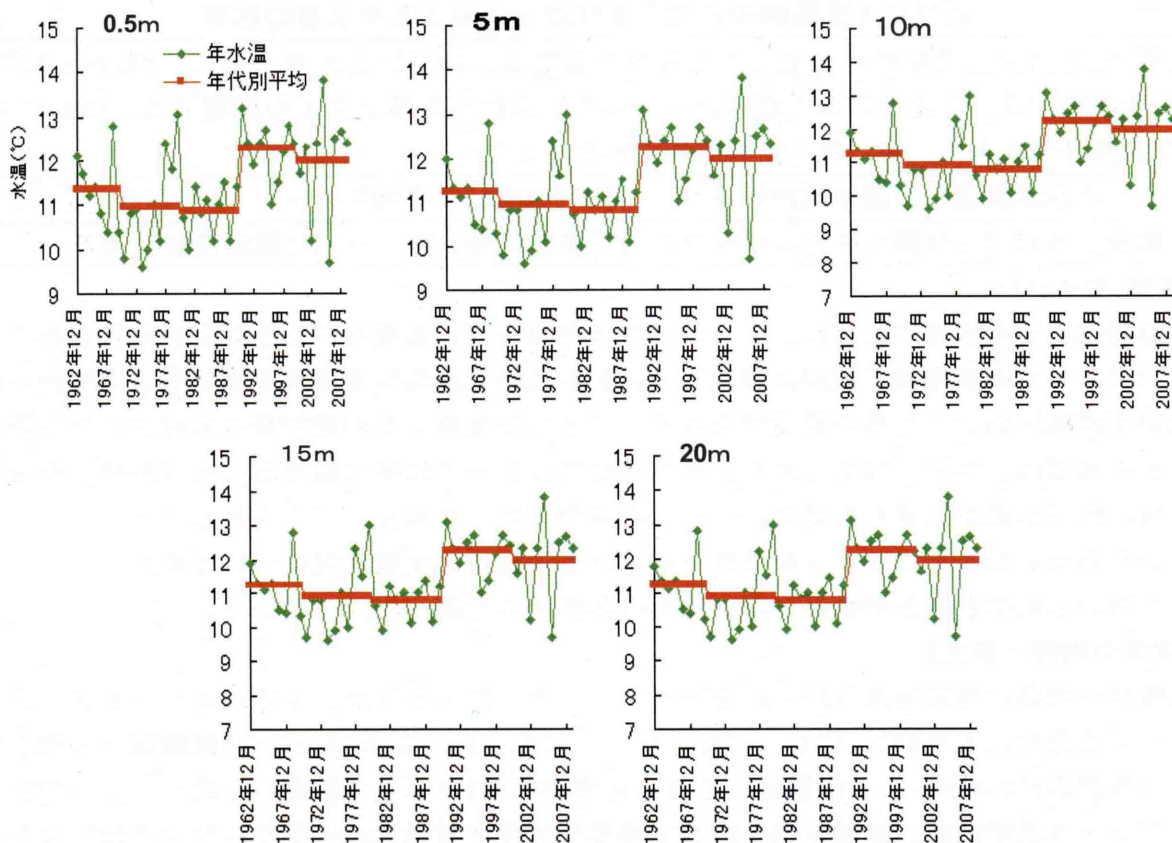 0.5m
年水温
年代別平均
水温(℃)
15
14
13
12
11
10
9
1962年12月
1967年12月
1972年12月
1977年12月
1982年12月
1987年12月
1992年12月
1997年12月
2002年12月
2007年12月
5m
15
14
13
12
11
10
9
1962年12月
1967年12月
1972年12月
1977年12月
1982年12月
1987年12月
1992年12月
1997年12月
2002年12月
2007年12月
10m
15
14
13
12
11
10
9
8
7
1962年12月
1967年12月
1972年12月
1977年12月
1982年12月
1987年12月
1992年12月
1997年12月
2002年12月
2007年12月
15m
15
14
13
12
11
10
9
8
7
1962年12月
1967年12月
1972年12月
1977年12月
1982年12月
1987年12月
1992年12月
1997年12月
2002年12月
2007年12月
20m
15
14
13
12
11
10
9
8
7
1962年12月
1967年12月
1972年12月
1977年12月
1982年12月
1987年12月
1992年12月
1997年12月
2002年12月
2007年12月